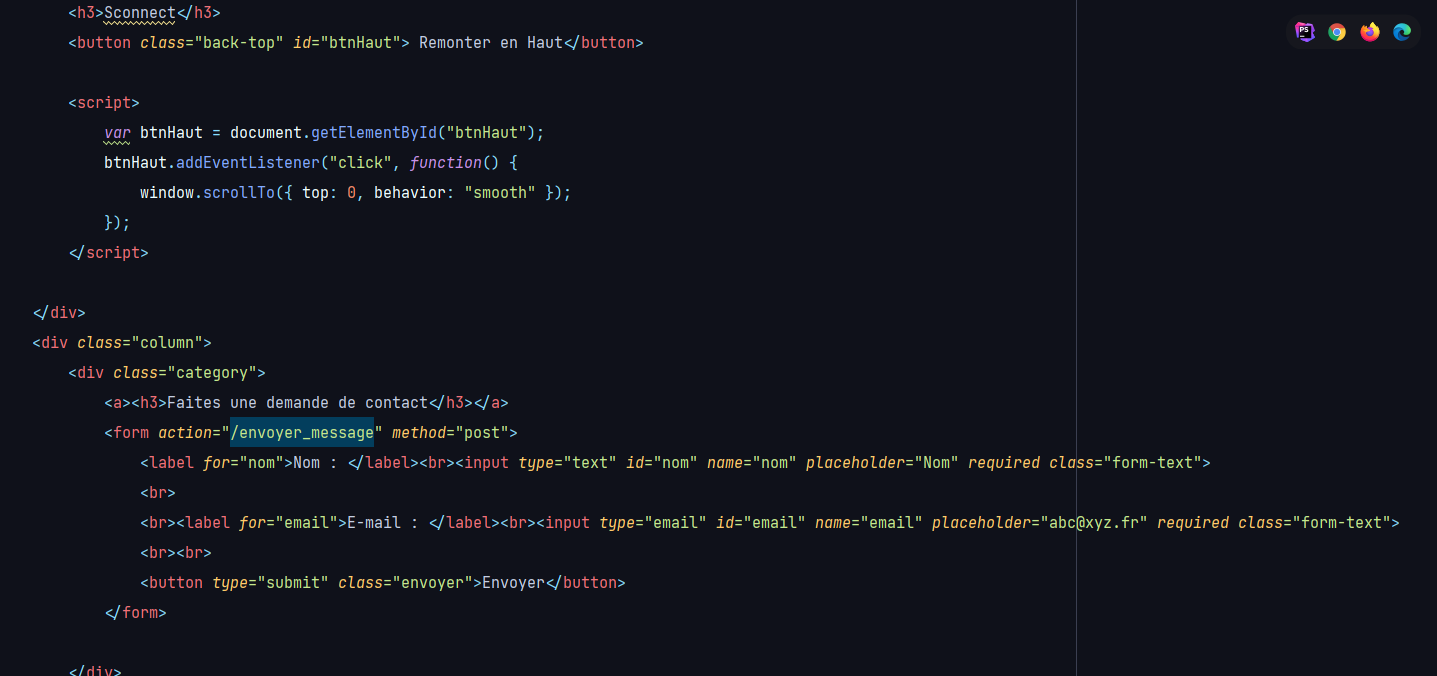 <h3>Sconnect</h3>
<button class="back-top" id="btnHaut"> Remonter en Haut</button>
PS
<script>
var btnHaut = document.getElementById("btnHaut");
btnHaut.addEventListener("click", function() {
window.scrollTo({ top: 0, behavior: "smooth" });
});
</script>
</div>
<div class="column">
<div class="category">
<a><h3>Faites une demande de contact</h3></a>
<form action="/envoyer_message" method="post">
<label for="nom">Nom : </label><br><input type="text" id="nom" name="nom" placeholder="Nom" required class="form-text">
<br>
<br><label for="email">E-mail : </label><br><input type="email" id="email" name="email" placeholder="abc@xyz.fr" required class="form-text">
<br><br>
<button type="submit" class="envoyer">Envoyer</button>
</form>
</div>